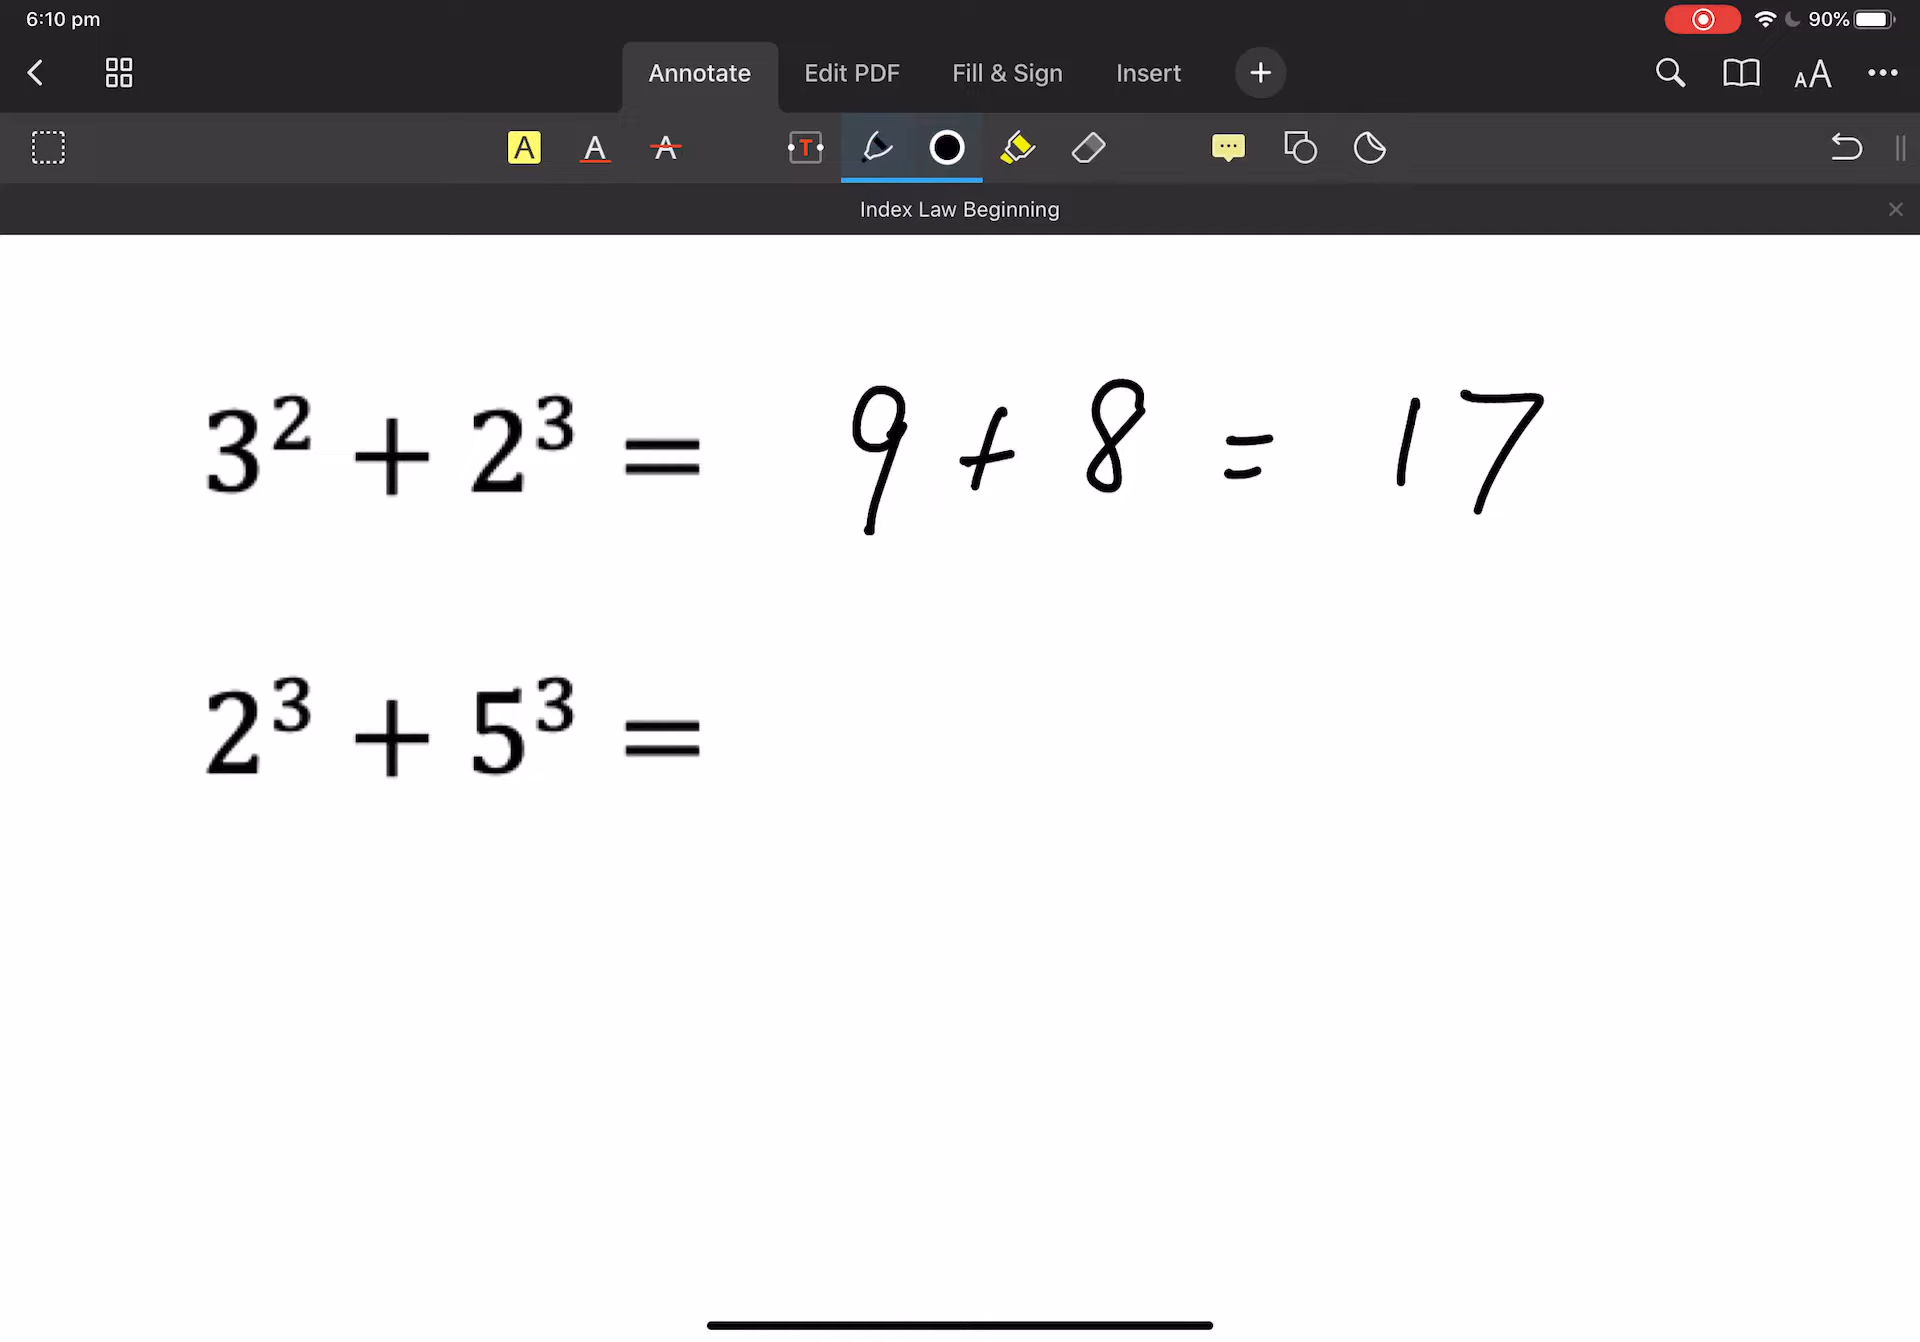 6:10 pm 90%
Annotate Edit PDF Fill & Sign Insert AA
A A A T
Index Law Beginning
3² + 2³ = 9 + 8 = 17
2³ + 5³ =